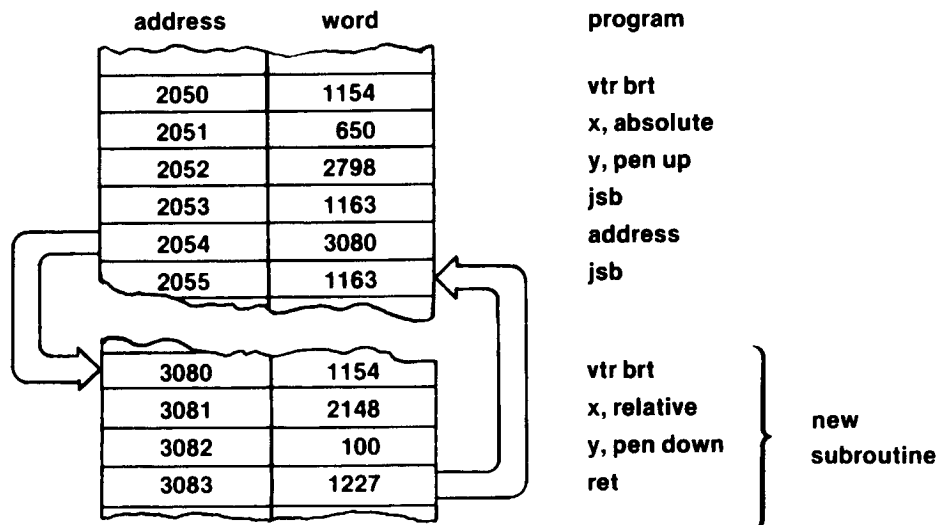 address word program
2050 1154 vtr brt
2051 650 x, absolute
2052 2798 y, pen up
2053 1163 jsb
2054 3080 address
2055 1163 jsb
3080 1154 vtr brt
3081 2148 x, relative
3082 100 y, pen down
3083 1227 ret
new
subroutine